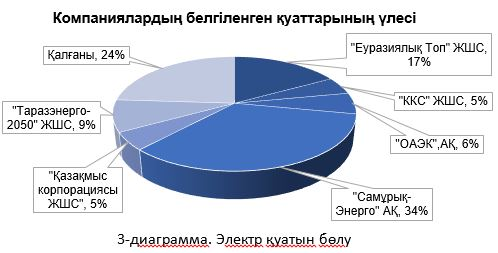 Компаниялардың белгіленген қуаттарының үлесі
Қалғаны, 24%
"Еуразиялық Топ" ЖШС,
17%
"ККС" ЖШС, 5%
"ОАЭК",АҚ, 6%
"Самұрық-
Энерго" АҚ, 34%
"Қазақмыс
корпорациясы
ЖШС", 5%
"Таразэнерго-
2050" ЖШС, 9%
3-диаграмма. Электр қуатын бөлу